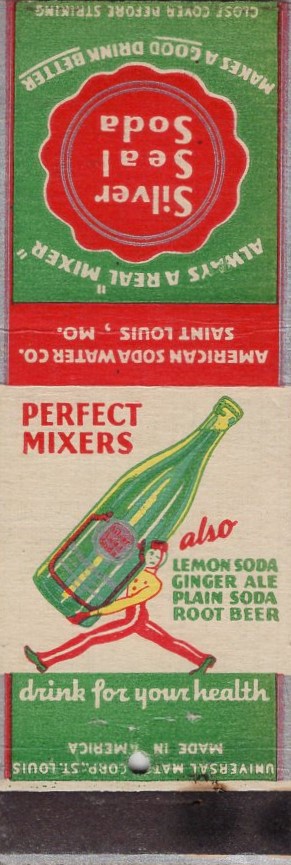 CLOSE COVER BEFORE STRIKING
MAKES A GOOD DRINK BETTER
Silver
Seal
Soda
ALWAYS A REAL "MIXER"
AMERICAN SODA WATER CO.
SAINT LOUIS, MO.
PERFECT
MIXERS
also
LEMON SODA
GINGER ALE
PLAIN SODA
ROOT BEER
drink for your health
UNIVERSAL MATCH CORP., ST. LOUIS
MADE IN AMERICA